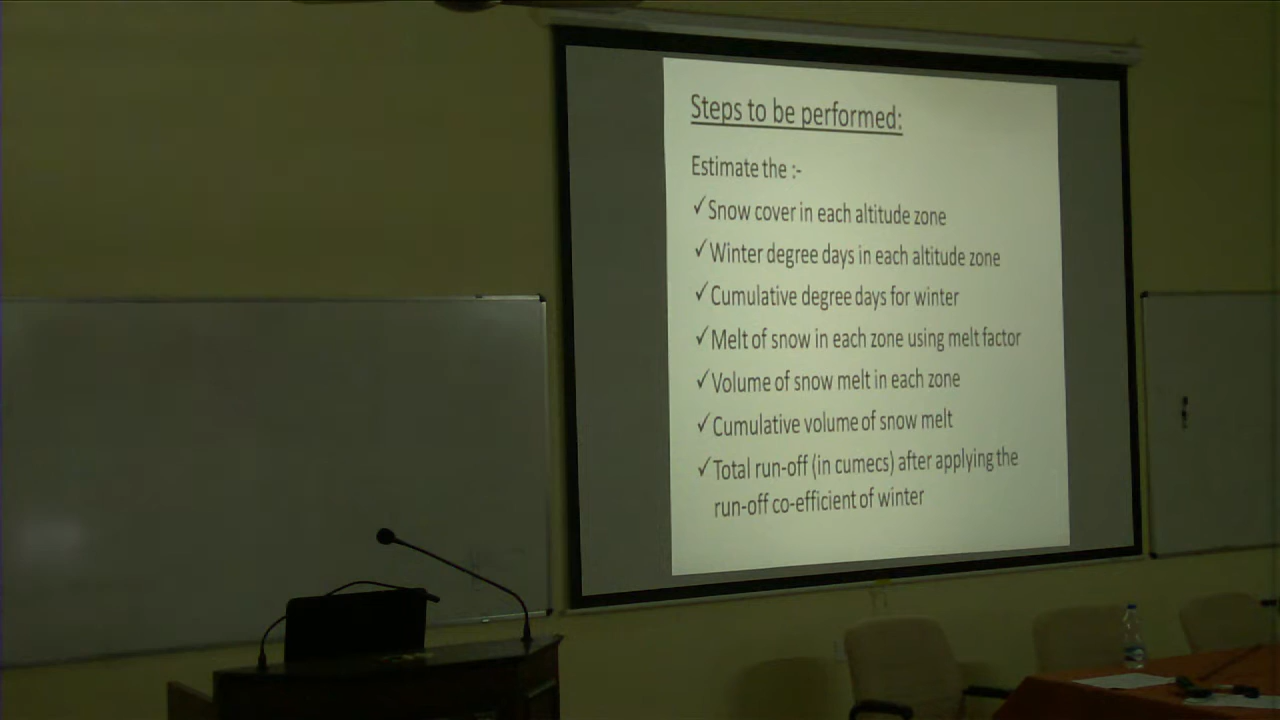 Steps to be performed:
Estimate the :-
✓Snow cover in each altitude zone
✓Winter degree days in each altitude zone
✓Cumulative degree days for winter
✓Melt of snow in each zone using melt factor
✓Volume of snow melt in each zone
✓Cumulative volume of snow melt
✓Total run-off (in cumecs) after applying the
run-off co-efficient of winter